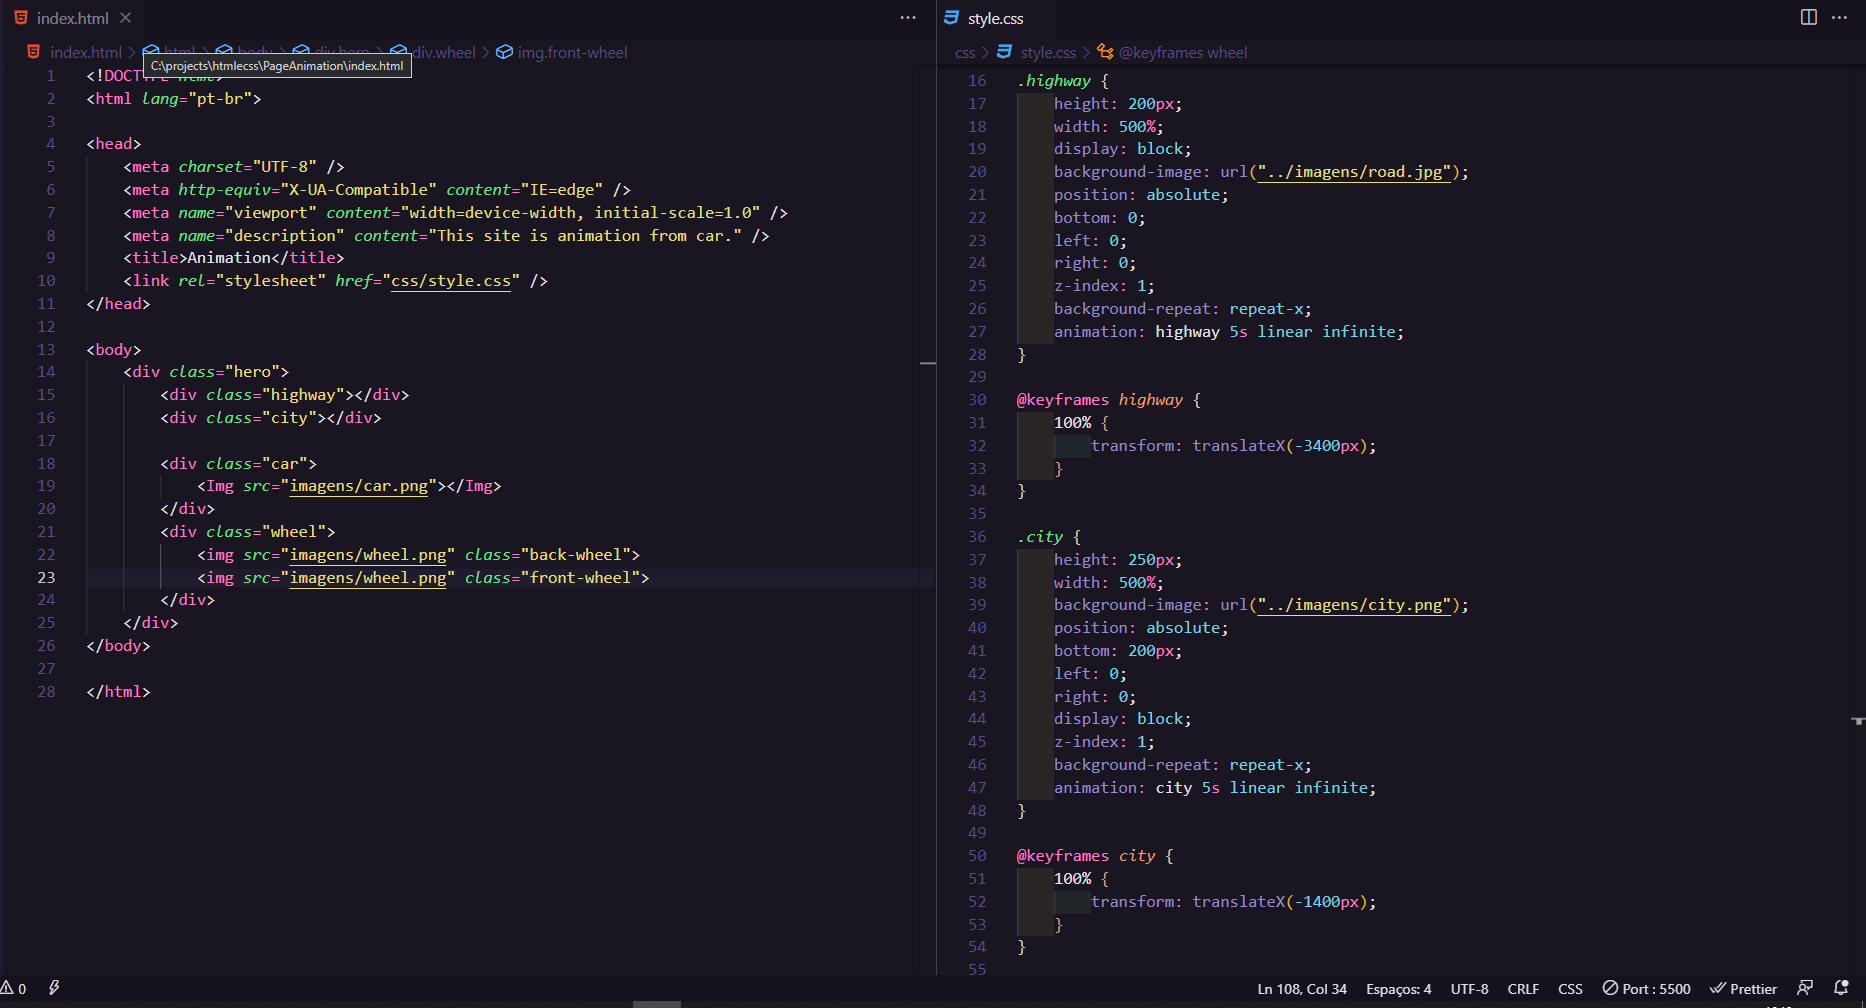 index.html
style.css
index.html > html > body > div.hero > div.wheel > img.front-wheel
css > style.css > @keyframes wheel
C:\projects\htmlecss\PageAnimation\index.html
1 <!DOCTYPE html>
2 <html lang="pt-br">
3
4 <head>
5 <meta charset="UTF-8" />
6 <meta http-equiv="X-UA-Compatible" content="IE=edge" />
7 <meta name="viewport" content="width=device-width, initial-scale=1.0" />
8 <meta name="description" content="This site is animation from car." />
9 <title>Animation</title>
10 <link rel="stylesheet" href="css/style.css" />
11 </head>
12
13 <body>
14 <div class="hero">
15 <div class="highway"></div>
16 <div class="city"></div>
17
18 <div class="car">
19 <Img src="imagens/car.png"></Img>
20 </div>
21 <div class="wheel">
22 <img src="imagens/wheel.png" class="back-wheel">
23 <img src="imagens/wheel.png" class="front-wheel">
24 </div>
25 </div>
26 </body>
27
28 </html>
16 .highway {
17 height: 200px;
18 width: 500%;
19 display: block;
20 background-image: url("../imagens/road.jpg");
21 position: absolute;
22 bottom: 0;
23 left: 0;
24 right: 0;
25 z-index: 1;
26 background-repeat: repeat-x;
27 animation: highway 5s linear infinite;
28 }
29
30 @keyframes highway {
31 100% {
32 transform: translateX(-3400px);
33 }
34 }
35
36 .city {
37 height: 250px;
38 width: 500%;
39 background-image: url("../imagens/city.png");
40 position: absolute;
41 bottom: 200px;
42 left: 0;
43 right: 0;
44 display: block;
45 z-index: 1;
46 background-repeat: repeat-x;
47 animation: city 5s linear infinite;
48 }
49
50 @keyframes city {
51 100% {
52 transform: translateX(-1400px);
53 }
54 }
55
0
Ln 108, Col 34 Espaços: 4 UTF-8 CRLF CSS Port : 5500 Prettier